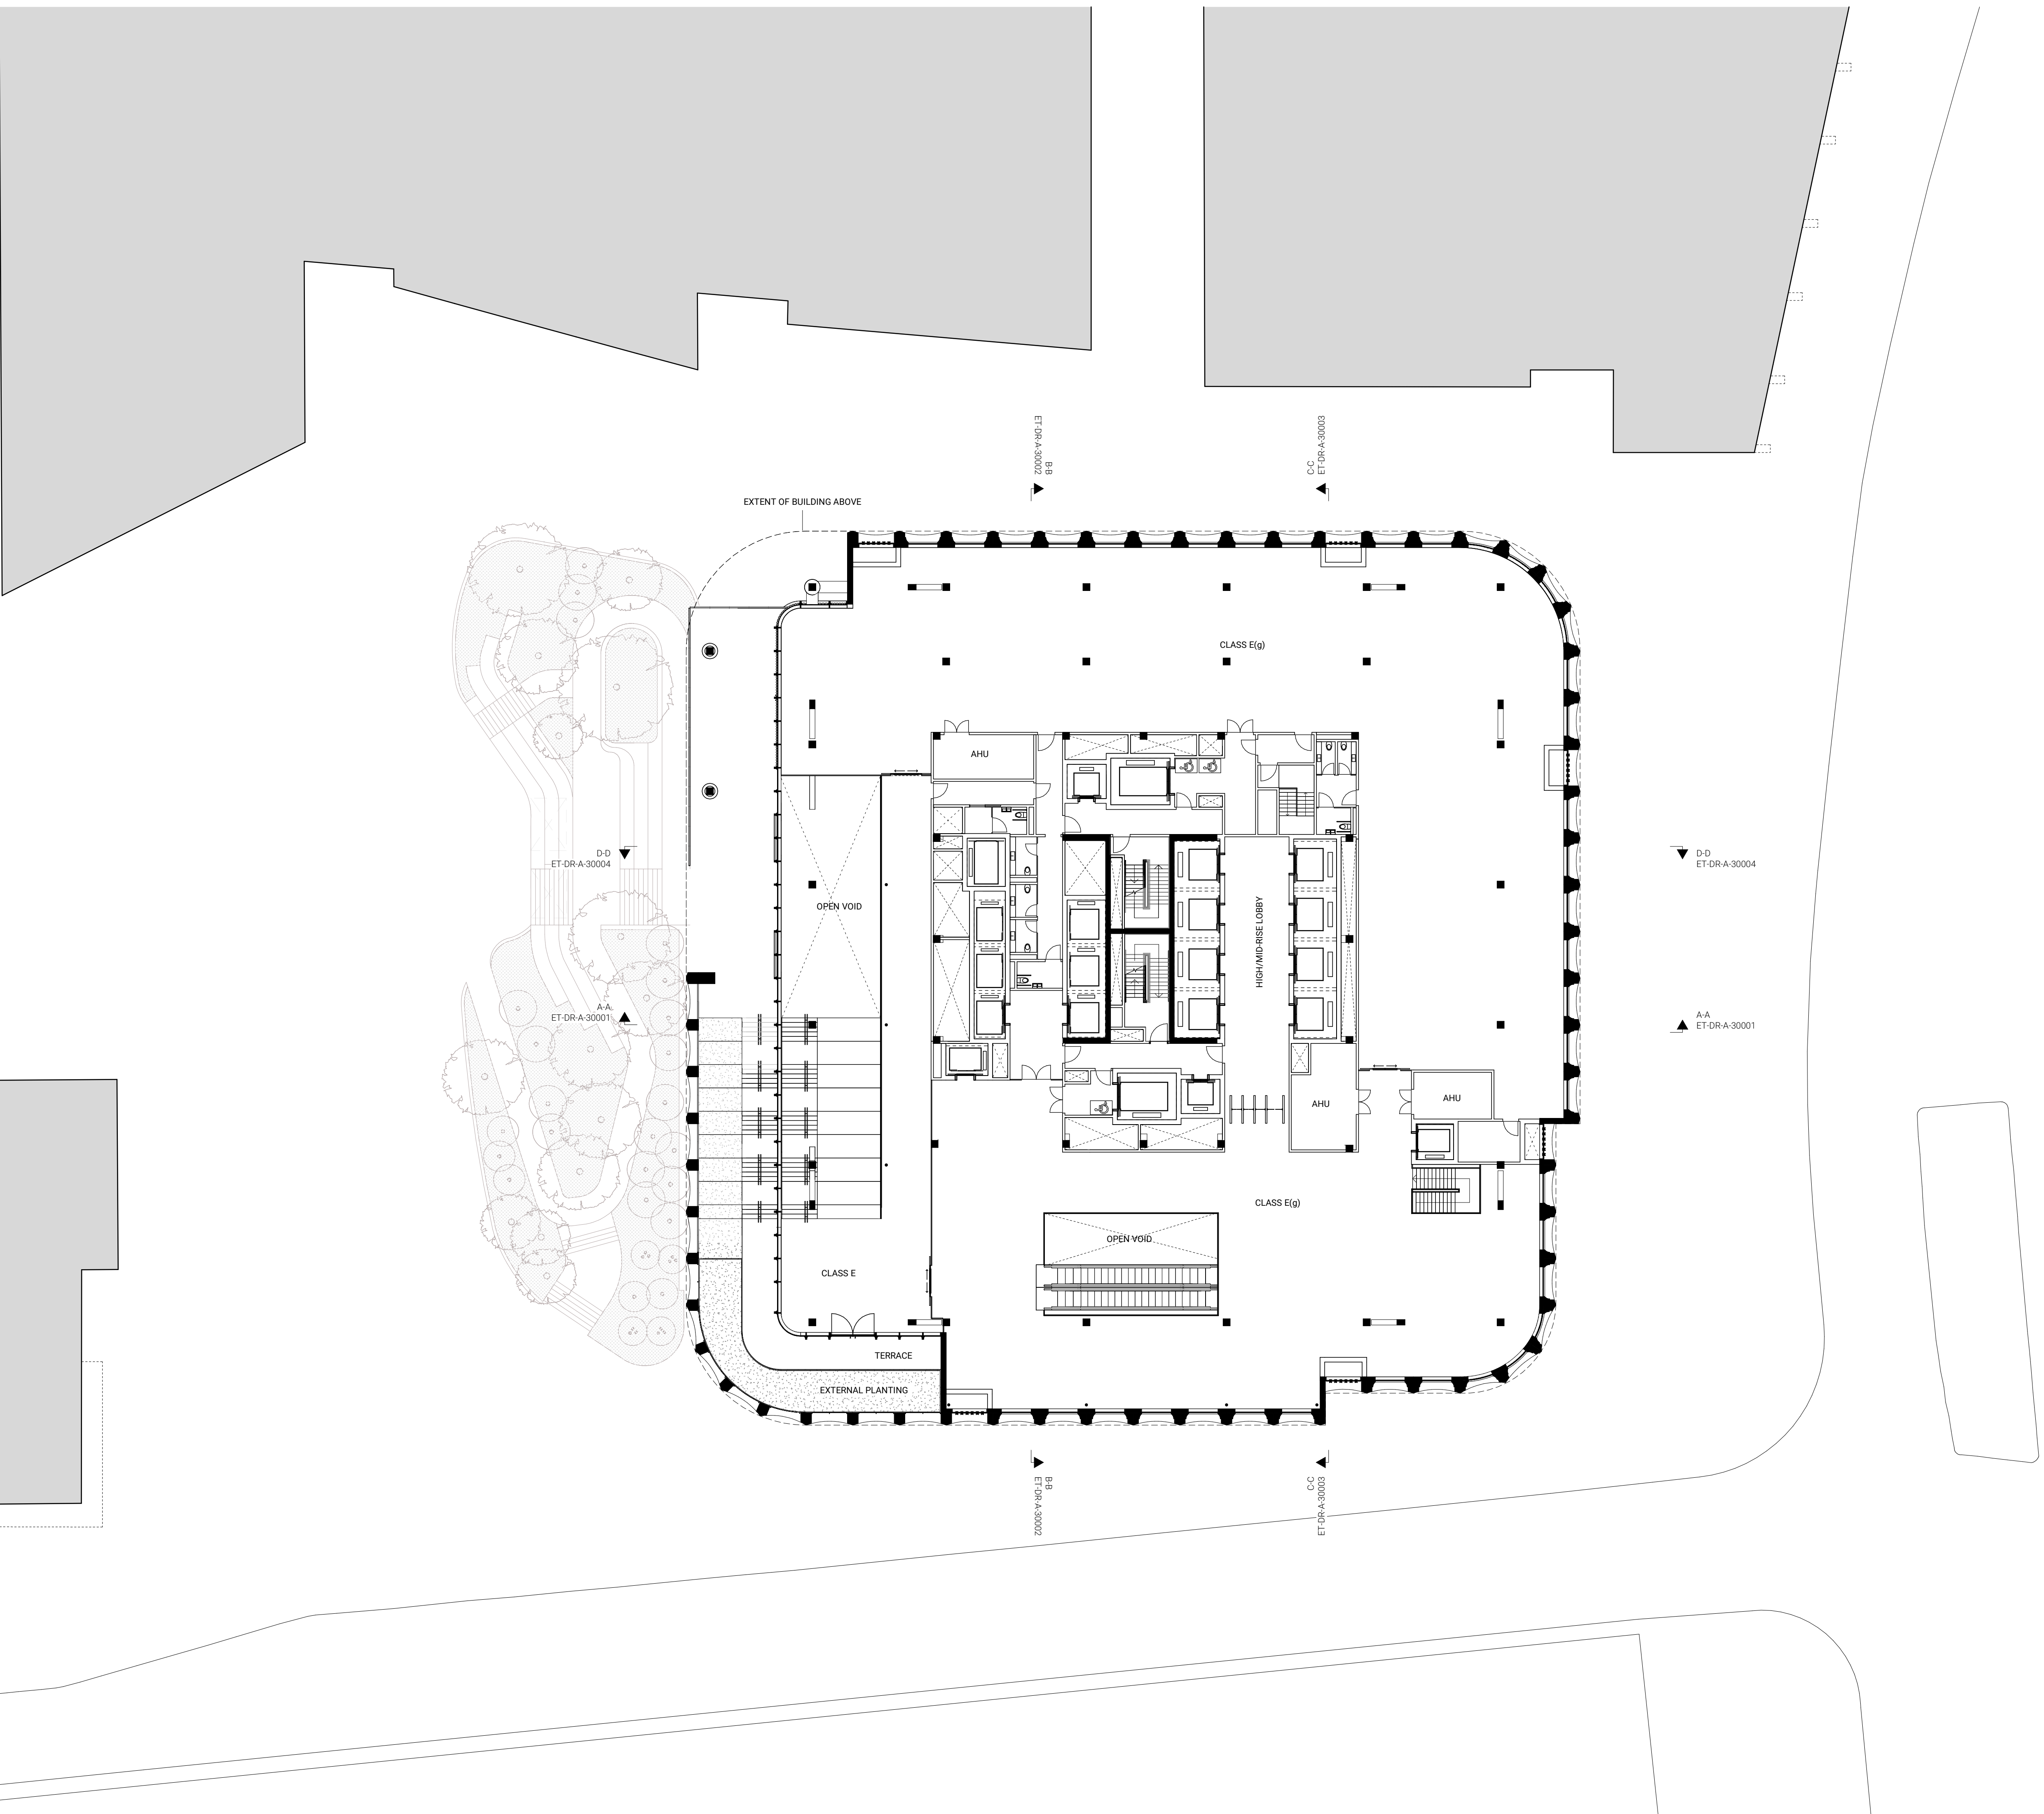 ET-DR-A-30002
B-B
C-C
ET-DR-A-30003
EXTENT OF BUILDING ABOVE
CLASS E(g)
AHU
D-D
ET-DR-A-30004
D-D
ET-DR-A-30004
OPEN VOID
HIGH/MID-RISE LOBBY
A-A
ET-DR-A-30001
A-A
ET-DR-A-30001
AHU
AHU
CLASS E(g)
OPEN VOID
CLASS E
TERRACE
EXTERNAL PLANTING
ET-DR-A-30002
B-B
C-C
ET-DR-A-30003